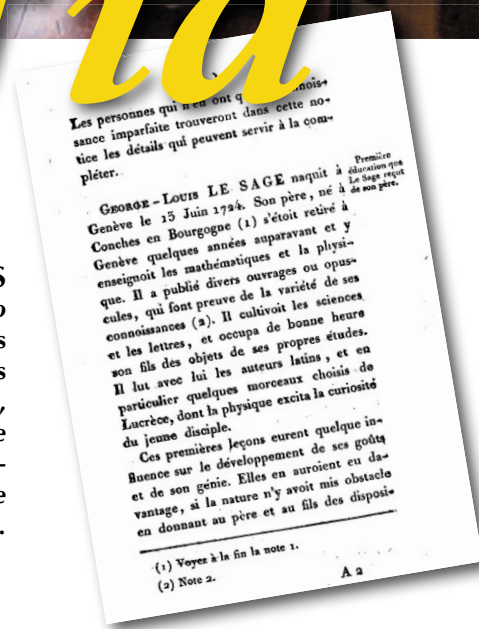 ia
Les personnes qui n'en ont q
sance imparfaite trouveront dans cette no-
tice les détails qui peuvent servir à la com-
pléter.
Première
éducation que
Le Sage reçut
de son père.
GEORGE-LOUIS LE SAGE naquit à
Genève le 13 Juin 1724. Son père, né à
Conches en Bourgogne (1) s'étoit retiré à
Genève quelques années auparavant et y
enseignoit les mathématiques et la physi-
que. Il a publié divers ouvrages ou opus-
cules, qui font preuve de la variété de ses
connoissances (2). Il cultivoit les sciences
et les lettres, et occupa de bonne heure
son fils des objets de ses propres études.
Il lut avec lui les auteurs latins, et en
particulier quelques morceaux choisis de
Lucrèce, dont la physique excita la curiosité
du jeune disciple.
Ces premières leçons eurent quelque in-
fluence sur le développement de ses goûts
et de son génie. Elles en auroient eu da-
vantage, si la nature n'y avoit mis obstacle
en donnant au père et au fils des disposi-
(1) Voyez à la fin la note 1.
(2) Note 2.
A 2